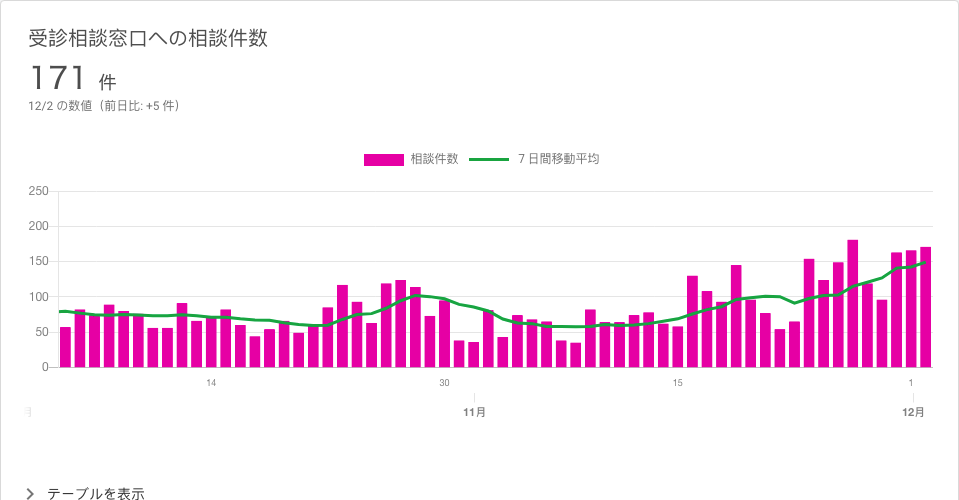 受診相談窓口への相談件数
171 件
12/2 の数値（前日比: +5 件）
相談件数 7 日間移動平均
250
200
150
100
50
0
14 30 15 1
月 11月 12月
テーブルを表示